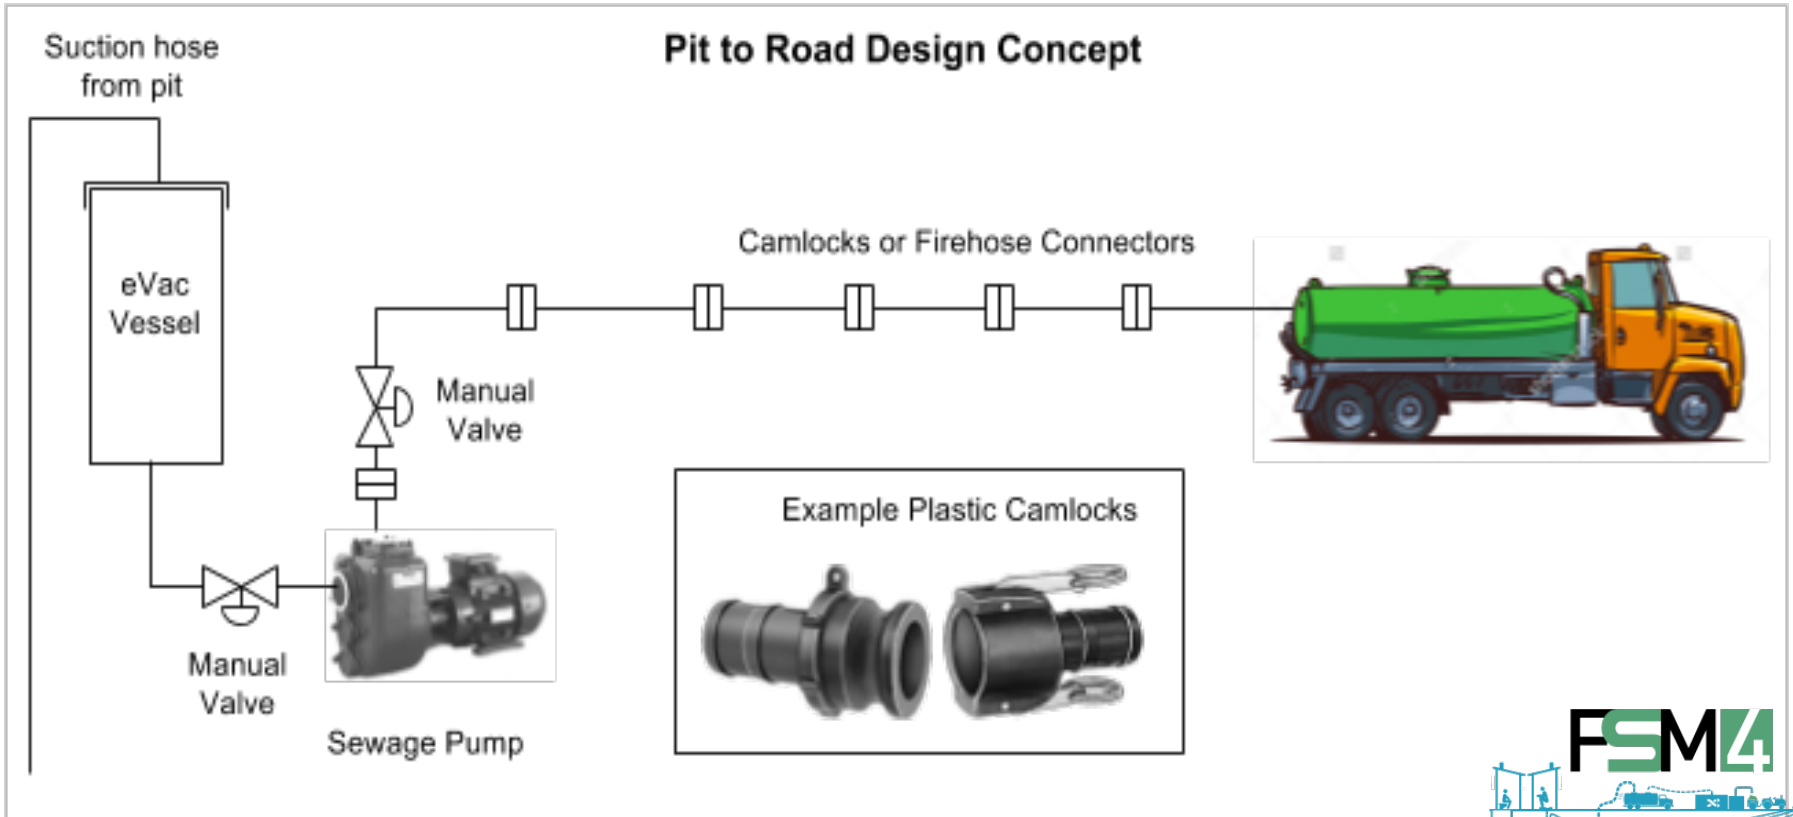 Pit to Road Design Concept
Suction hose
from pit
eVac
Vessel
Camlocks or Firehose Connectors
Manual
Valve
Example Plastic Camlocks
Manual
Valve
Sewage Pump
FSM4